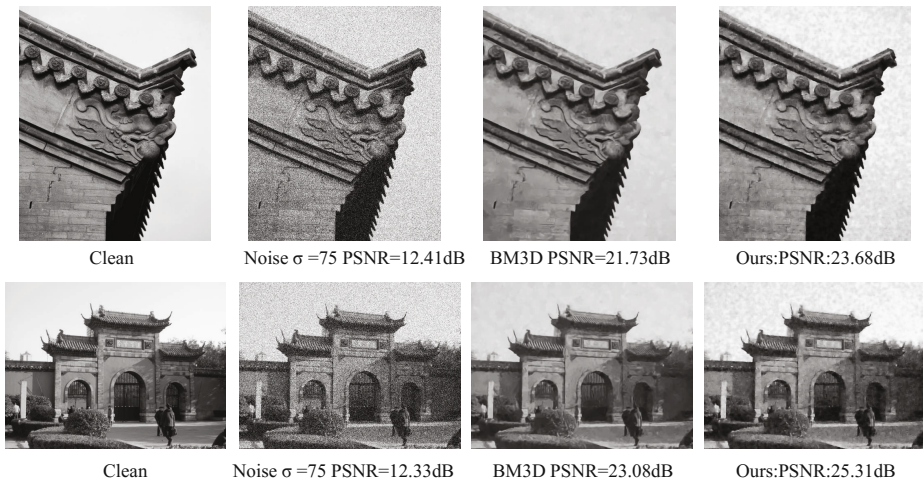 Clean
Noise σ =75 PSNR=12.41dB
BM3D PSNR=21.73dB
Ours:PSNR:23.68dB
Clean
Noise σ =75 PSNR=12.33dB
BM3D PSNR=23.08dB
Ours:PSNR:25.31dB